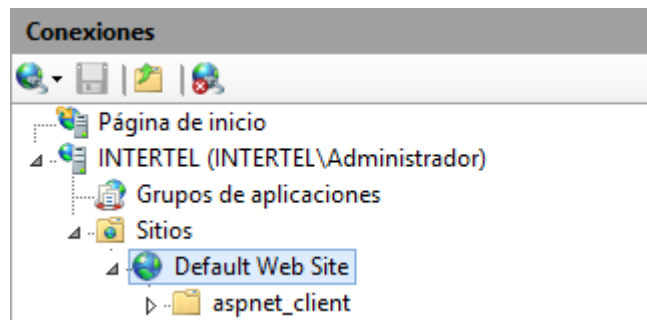 Conexiones
Página de inicio
INTERTEL (INTERTEL\Administrador)
Grupos de aplicaciones
Sitios
Default Web Site
aspnet_client